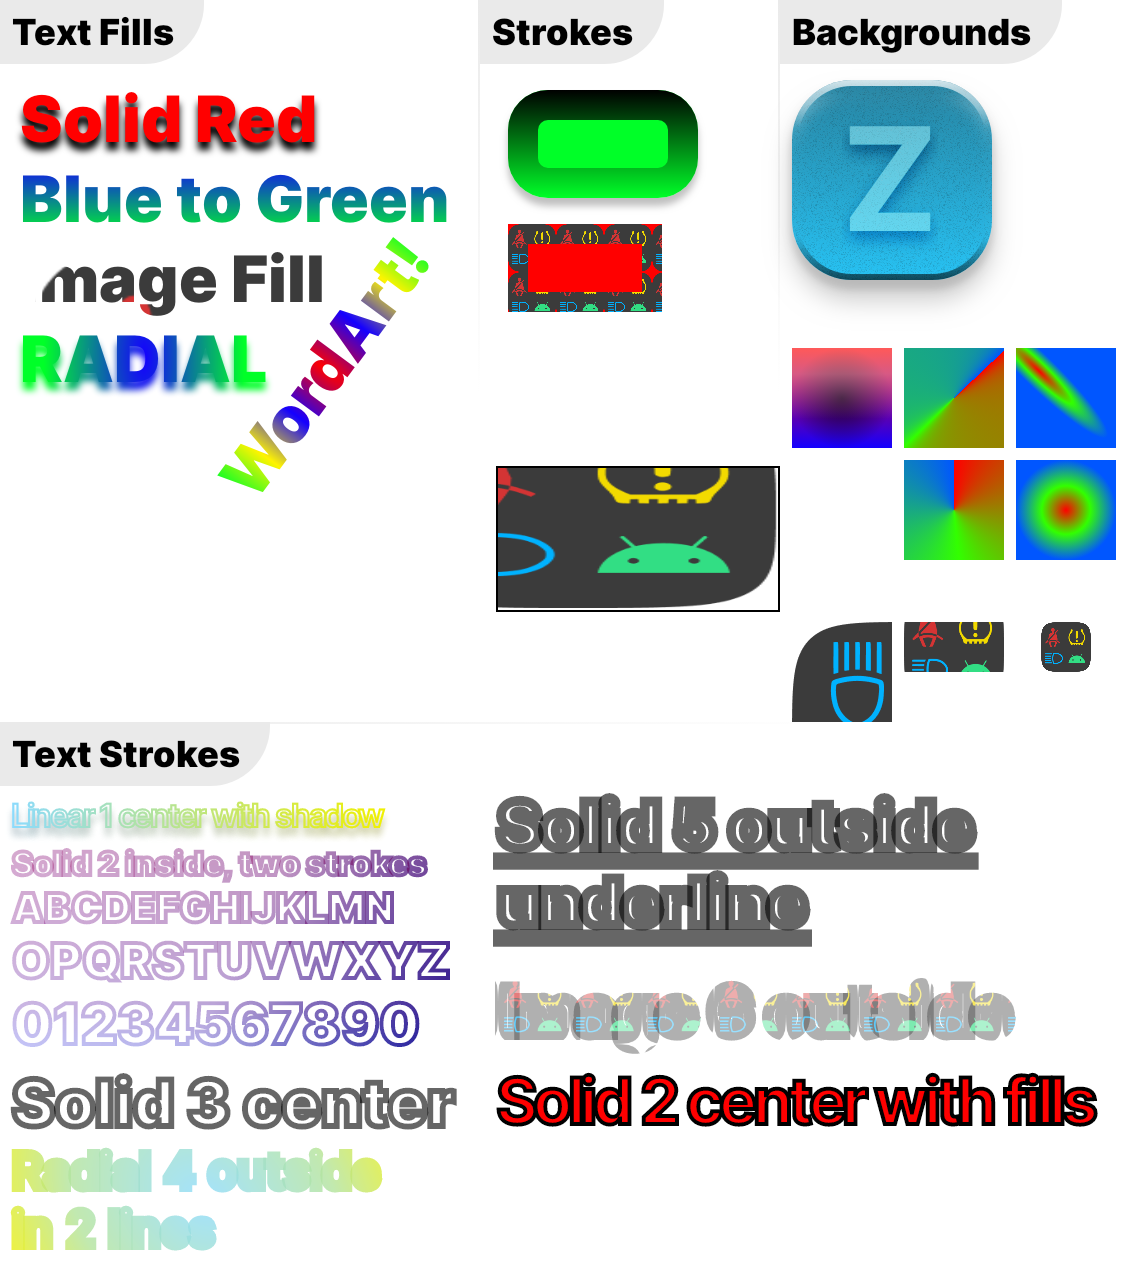 Text Fills
Solid Red
Blue to Green
mage Fill
RADIAL
WordArt!
Strokes
Backgrounds
Z
Text Strokes
Linear 1 center with shadow
Solid 2 inside, two strokes
ABCDEFGHIJKLMN
OPQRSTUVWXYZ
01234567890
Solid 3 center
Radial 4 outside
in 2 lines
Solid 5 outside
underline
Image 6 outside
Solid 2 center with fills